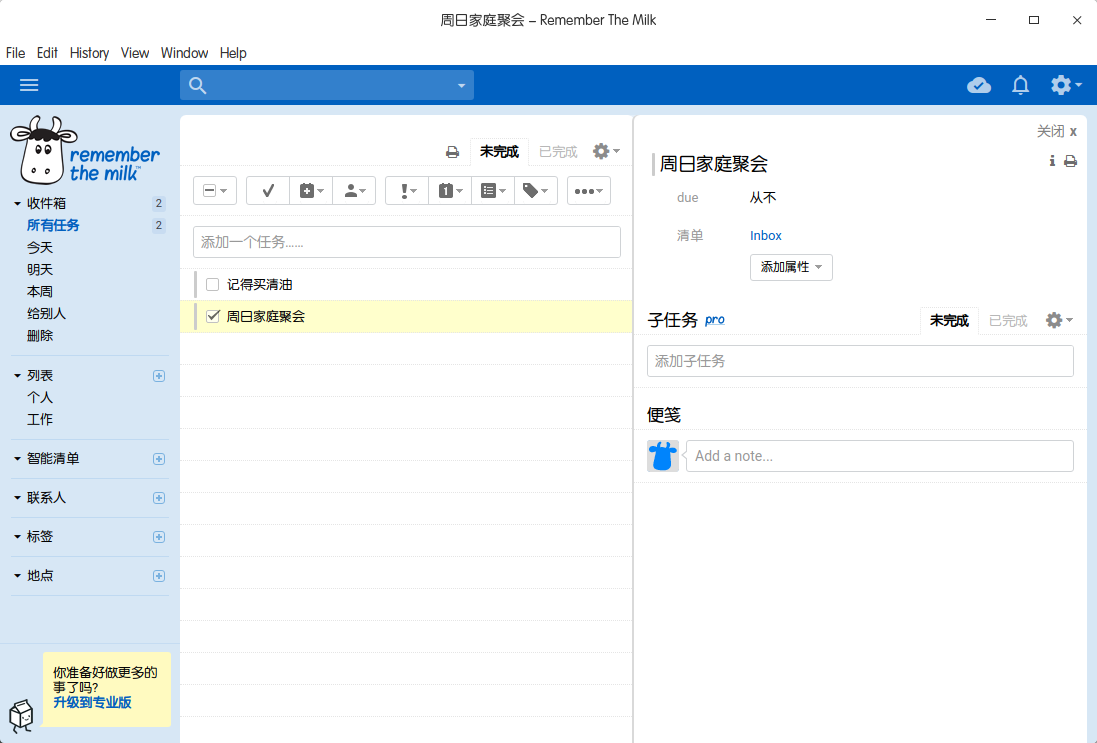 周日家庭聚会 – Remember The Milk
File Edit History View Window Help
remember
the milk™
收件箱 2
所有任务 2
今天
明天
本周
给别人
删除
列表
个人
工作
智能清单
联系人
标签
地点
你准备好做更多的
事了吗?
升级到专业版
未完成 已完成
添加一个任务......
记得买清油
周日家庭聚会
关闭 x
周日家庭聚会
due 从不
清单 Inbox
添加属性
子任务 pro 未完成 已完成
添加子任务
便笺
Add a note...